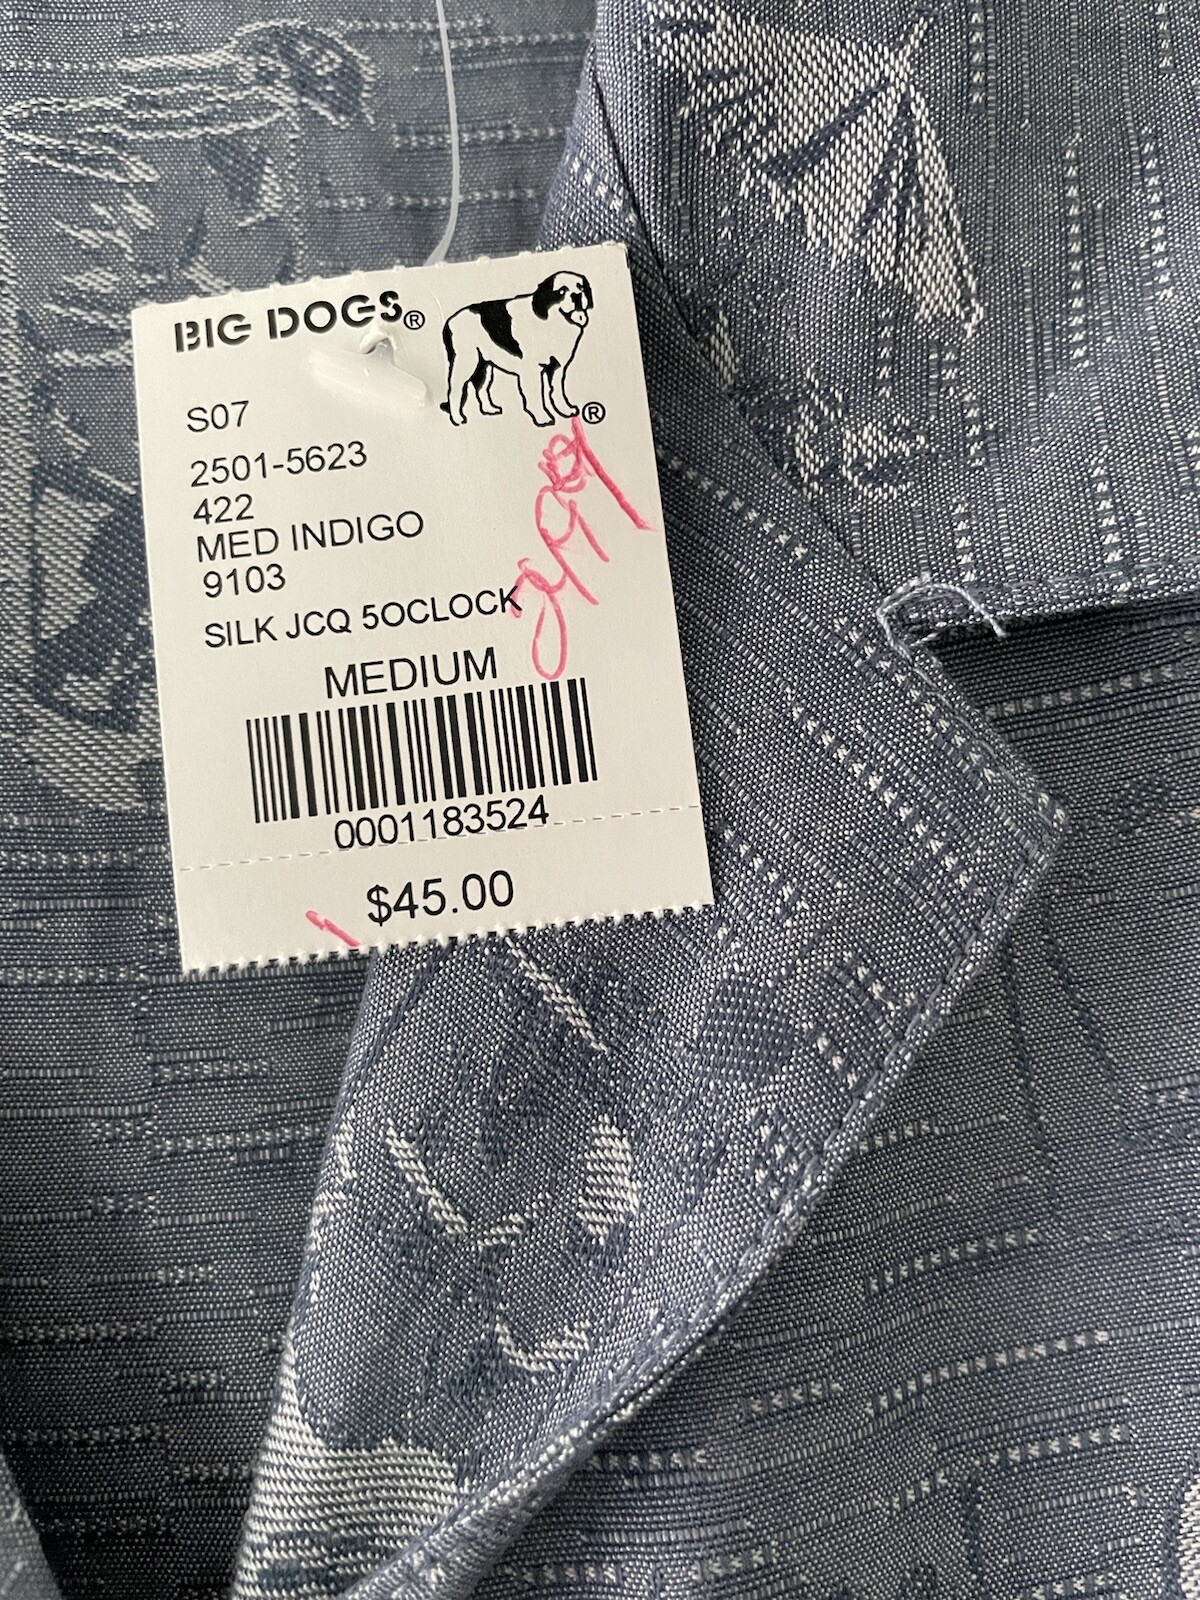 BIG DOGS®
®
S07
2501-5623
422
MED INDIGO
9103
SILK JCQ 5OCLOCK
MEDIUM
0001183524
$45.00